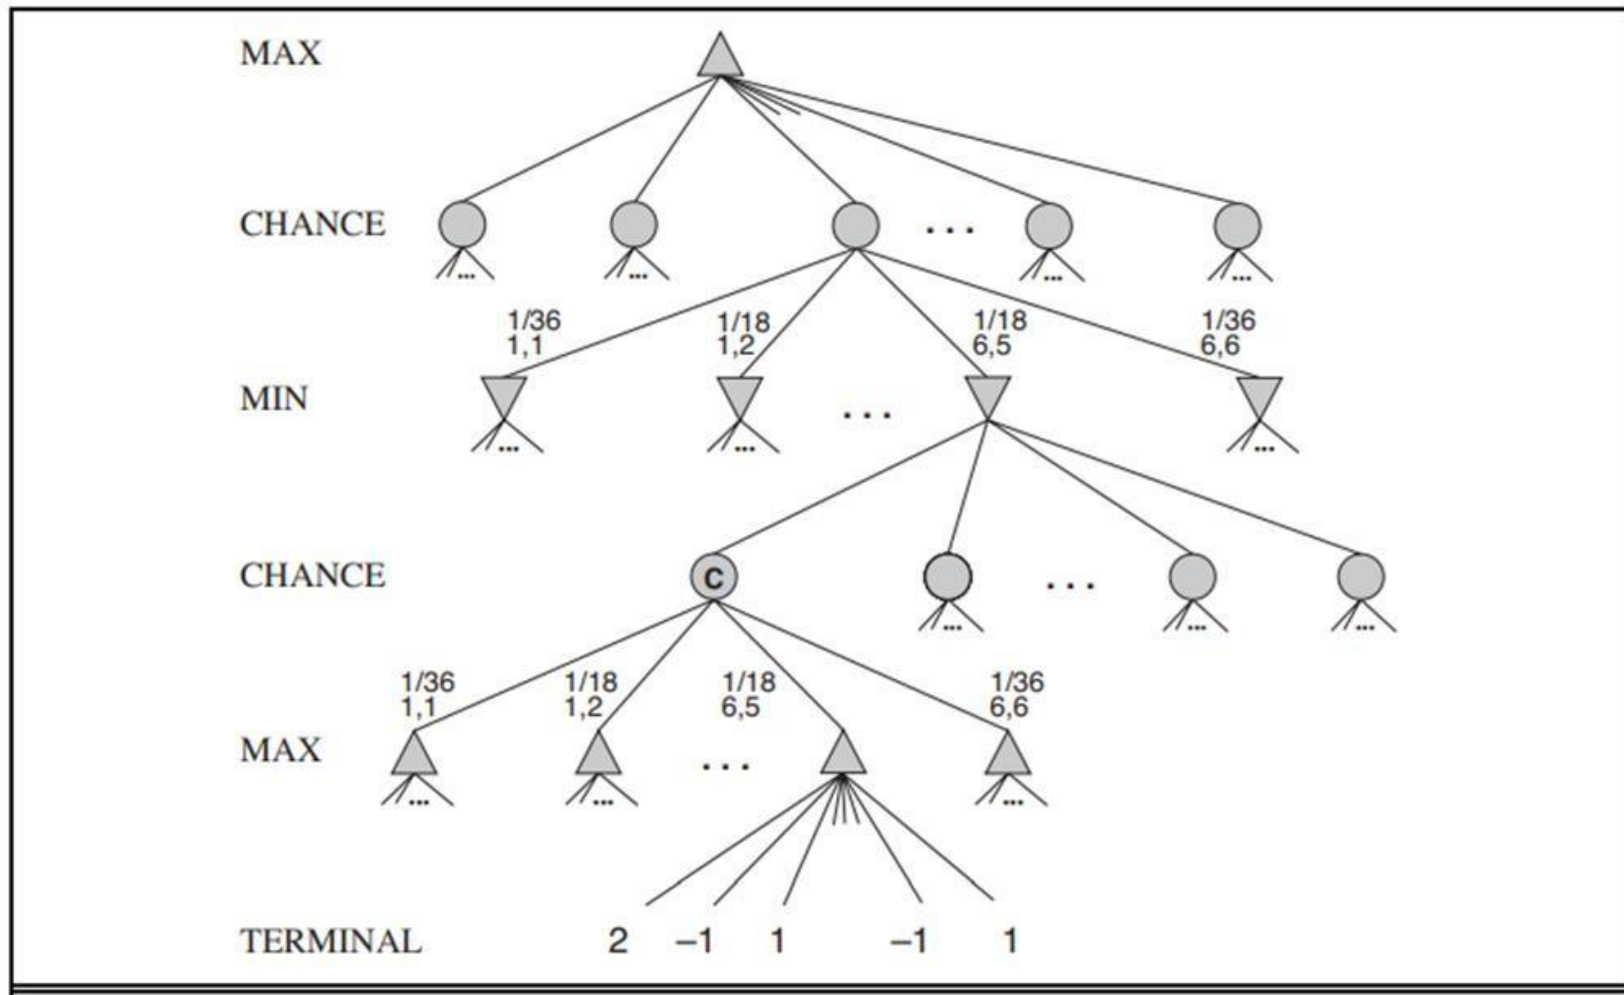 MAX
CHANCE
...
... ... ... ... ...
1/36 1/18 1/18 1/36
1,1 1,2 6,5 6,6
MIN
...
... ... ... ...
CHANCE
C
...
... ... ...
1/36 1/18 1/18 1/36
1,1 1,2 6,5 6,6
MAX
...
... ... ...
TERMINAL 2 –1 1 –1 1